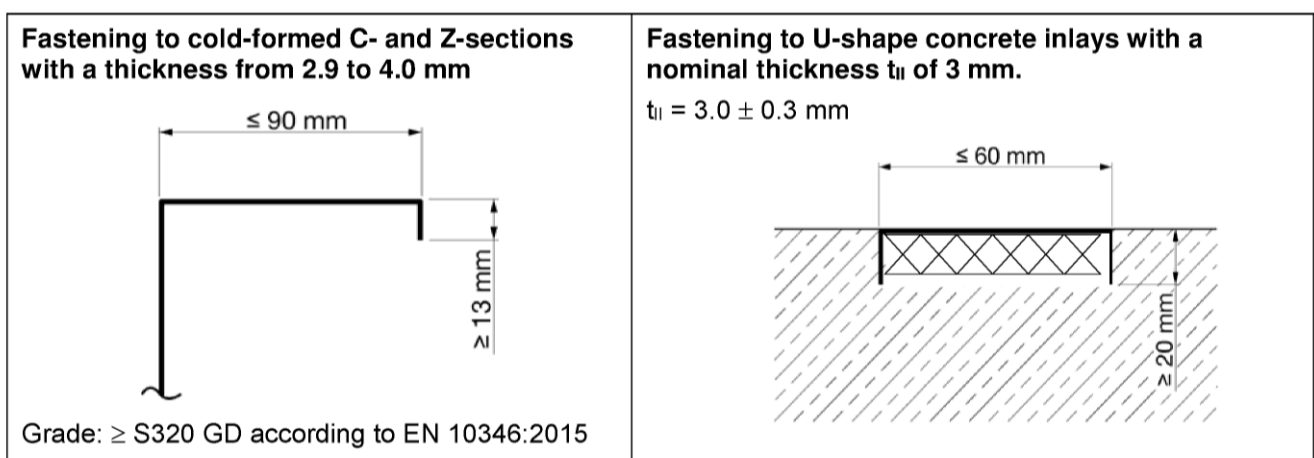 Fastening to cold-formed C- and Z-sections
with a thickness from 2.9 to 4.0 mm
≤ 90 mm
≥ 13 mm
Grade: ≥ S320 GD according to EN 10346:2015
Fastening to U-shape concrete inlays with a
nominal thickness tII of 3 mm.
tII = 3.0 ± 0.3 mm
≤ 60 mm
≥ 20 mm